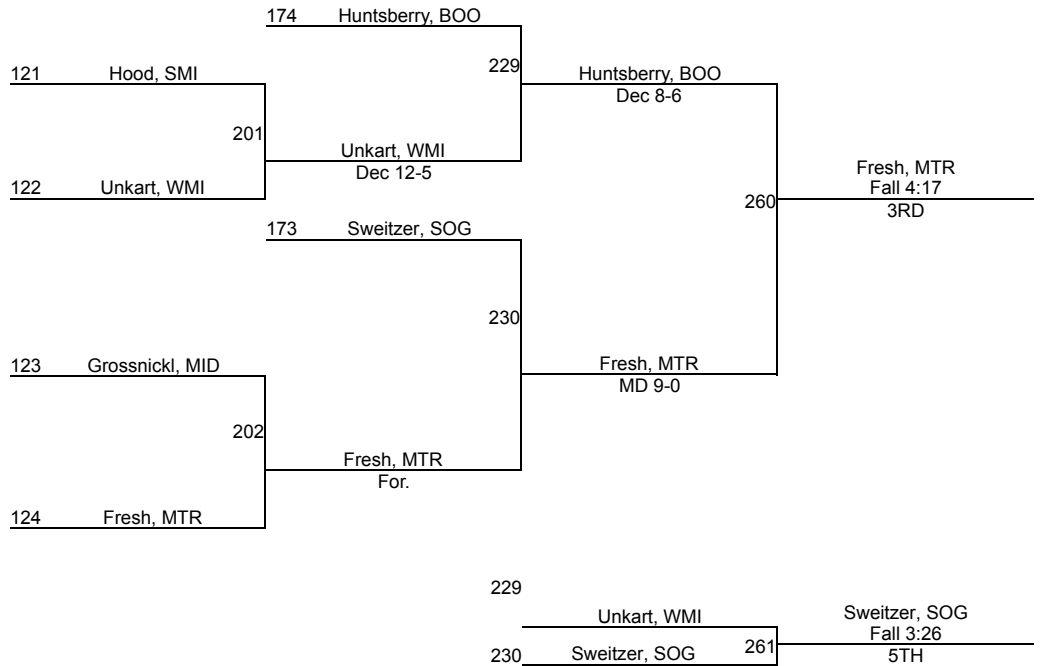 174 Huntsberry, BOO
121 Hood, SMI
229
Huntsberry, BOO
Dec 8-6
201
Unkart, WMI
Dec 12-5
122 Unkart, WMI
Fresh, MTR
Fall 4:17
3RD
260
173 Sweitzer, SOG
230
123 Grossnickl, MID
Fresh, MTR
MD 9-0
202
Fresh, MTR
For.
124 Fresh, MTR
229
Unkart, WMI
Sweitzer, SOG
Fall 3:26
5TH
261
230 Sweitzer, SOG